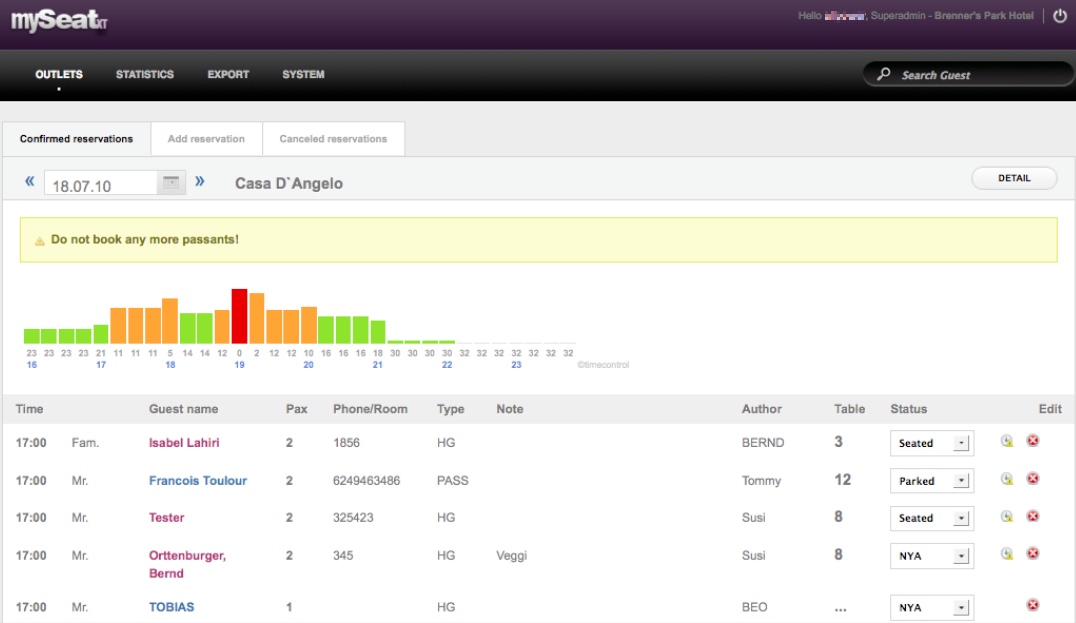 mySeatXT
Hello , Superadmin - Brenner's Park Hotel
OUTLETS STATISTICS EXPORT SYSTEM
Search Guest
Confirmed reservations Add reservation Canceled reservations
« 18.07.10 » Casa D`Angelo
DETAIL
Do not book any more passants!
23 23 23 23 21 11 11 11 5 14 14 12 0 2 12 12 10 16 16 16 18 30 30 30 30 32 32 32 32 32 32 32
16 17 18 19 20 21 22 23 ©timecontrol
Time Guest name Pax Phone/Room Type Note Author Table Status Edit
17:00 Fam. Isabel Lahiri 2 1856 HG BERND 3 Seated
17:00 Mr. Francois Toulour 2 6249463486 PASS Tommy 12 Parked
17:00 Mr. Tester 2 325423 HG Susi 8 Seated
17:00 Mr. Orttenburger, 2 345 HG Veggi Susi 8 NYA
Bernd
17:00 Mr. TOBIAS 1 HG BEO ... NYA